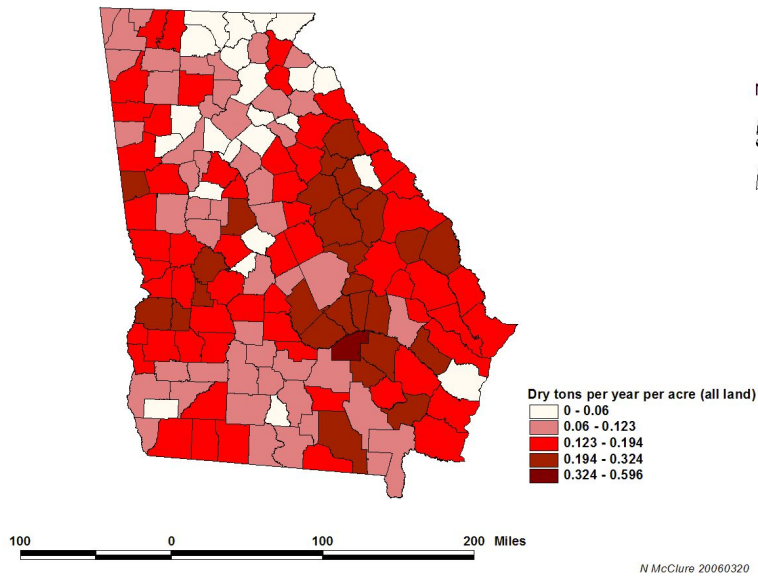 Dry tons per year per acre (all land)
0 - 0.06
0.06 - 0.123
0.123 - 0.194
0.194 - 0.324
0.324 - 0.596
100 0 100 200 Miles
N McClure 20060320